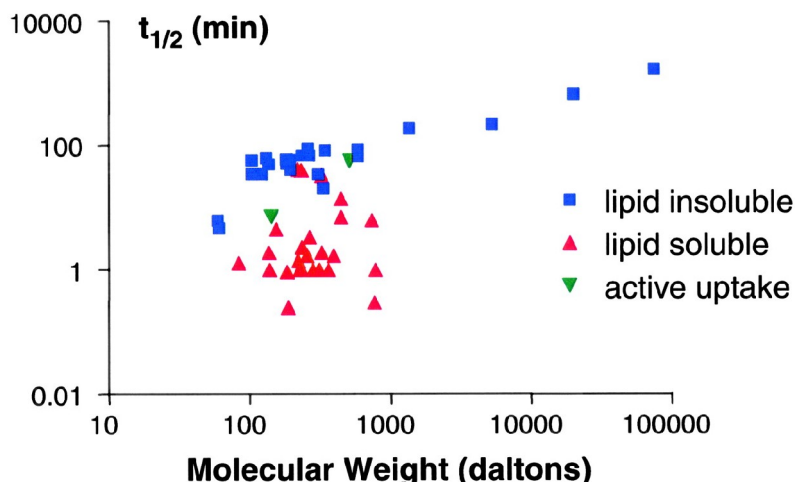 10000
t1/2 (min)
100
1
0.01
10 100 1000 10000 100000
Molecular Weight (daltons)
lipid insoluble
lipid soluble
active uptake